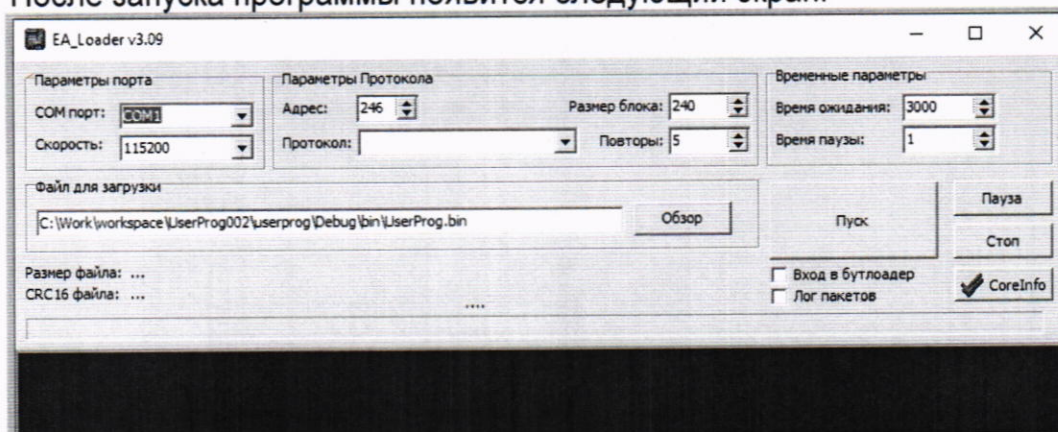 После запуска программы появится следующий экран:
EA_Loader v3.09
Параметры порта
COM порт: COM1
Скорость: 115200
Параметры Протокола
Адрес: 246
Размер блока: 240
Протокол:
Повторы: 5
Временные параметры
Время ожидания: 3000
Время паузы: 1
Файл для загрузки
C:\Work\workspace\UserProg002\userprog\Debug\bin\UserProg.bin
Обзор
Пуск
Пауза
Стоп
Размер файла: ...
CRC16 файла: ...
....
Вход в бутлоадер
Лог пакетов
CoreInfo